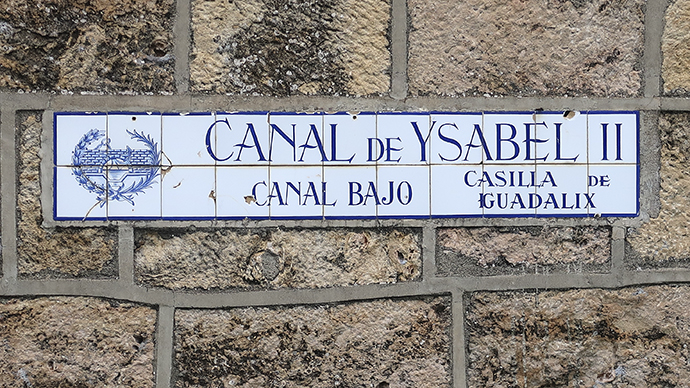 CANAL DE YSABEL II
CANAL BAJO
CASILLA DE
GUADALIX